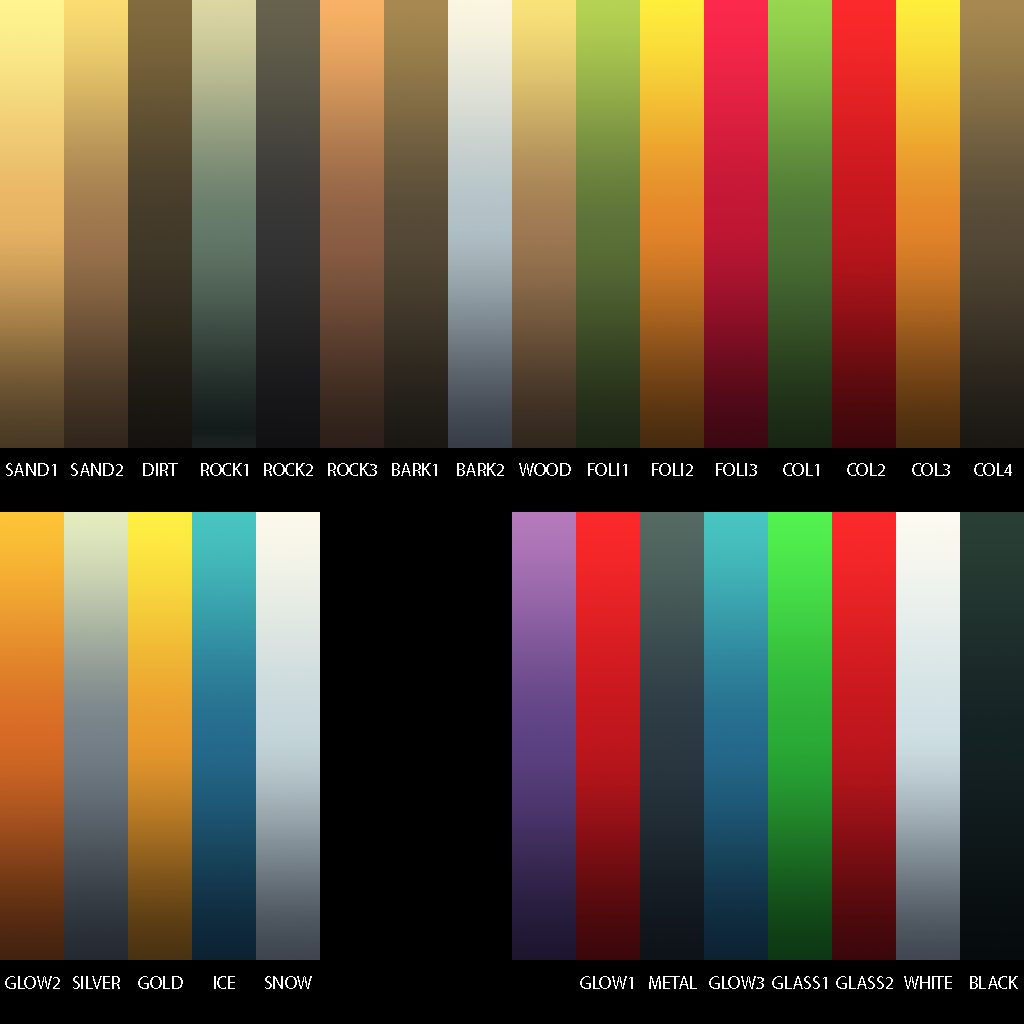 SAND1 SAND2 DIRT ROCK1 ROCK2 ROCK3 BARK1 BARK2 WOOD FOLI1 FOLI2 FOLI3 COL1 COL2 COL3 COL4
GLOW2 SILVER GOLD ICE SNOW GLOW1 METAL GLOW3 GLASS1 GLASS2 WHITE BLACK